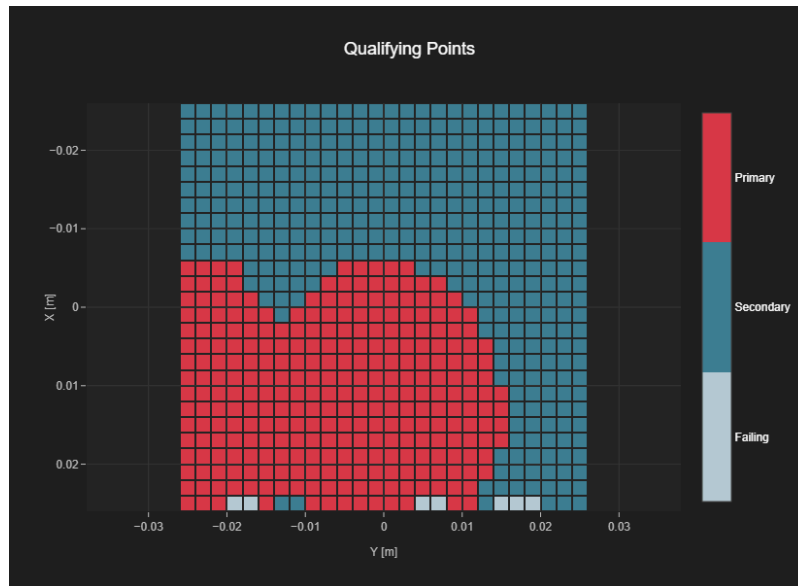 Qualifying Points
−0.02
−0.01
0
0.01
0.02
X [m]
−0.03
−0.02
−0.01
0
0.01
0.02
0.03
Y [m]
Primary
Secondary
Failing